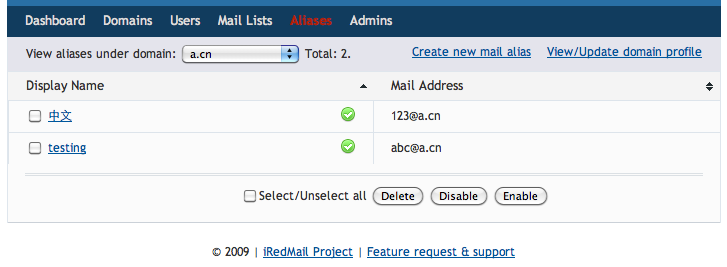 Dashboard Domains Users Mail Lists Aliases Admins
View aliases under domain: a.cn Total: 2. Create new mail alias View/Update domain profile
Display Name Mail Address
中文 123@a.cn
testing abc@a.cn
Select/Unselect all Delete Disable Enable
© 2009 | iRedMail Project | Feature request & support